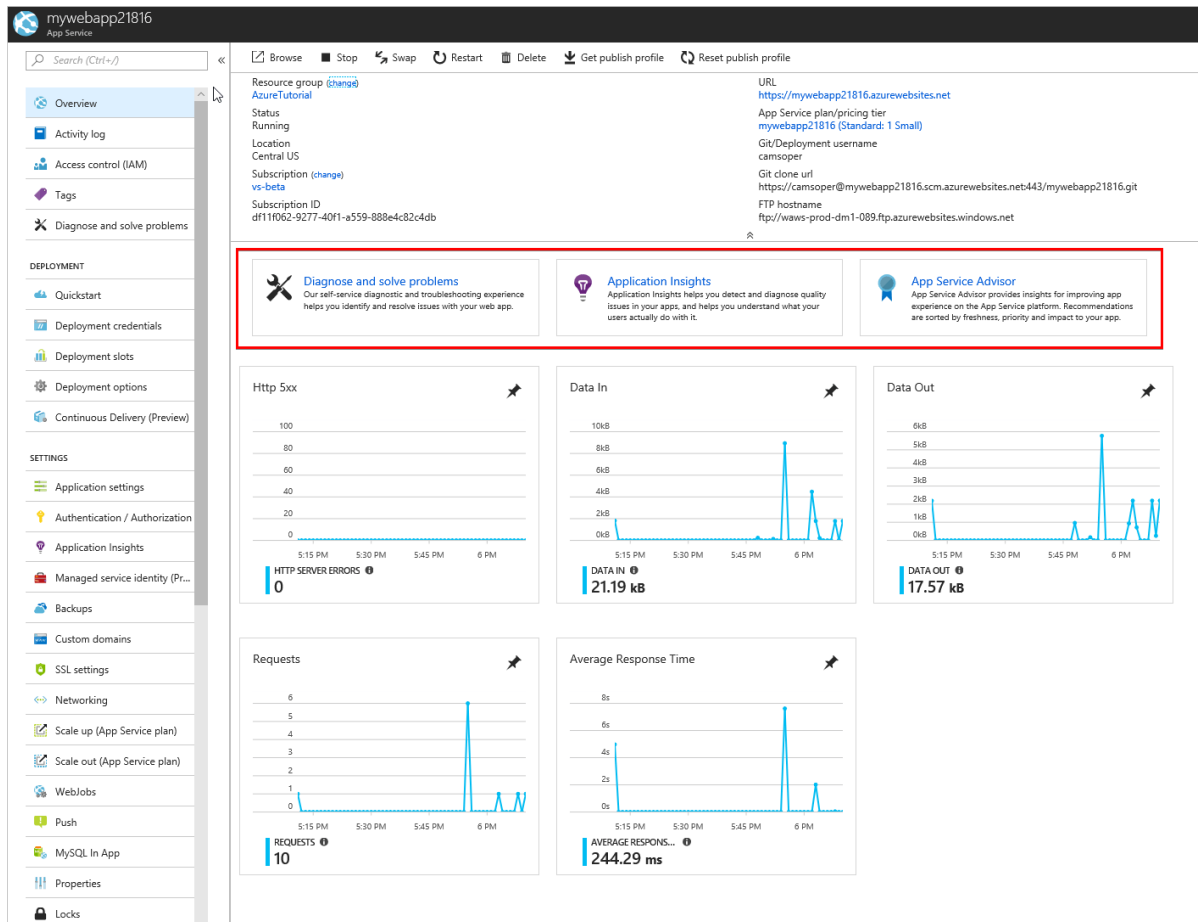 mywebapp21816
App Service
Search (Ctrl+/)
«
Overview
Activity log
Access control (IAM)
Tags
Diagnose and solve problems
DEPLOYMENT
Quickstart
Deployment credentials
Deployment slots
Deployment options
Continuous Delivery (Preview)
SETTINGS
Application settings
Authentication / Authorization
Application Insights
Managed service identity (Pr...
Backups
Custom domains
SSL settings
Networking
Scale up (App Service plan)
Scale out (App Service plan)
WebJobs
Push
MySQL In App
Properties
Locks
Browse Stop Swap Restart Delete Get publish profile Reset publish profile
Resource group (change)
AzureTutorial
Status
Running
Location
Central US
Subscription (change)
vs-beta
Subscription ID
df11f062-9277-40f1-a559-888e4c82c4db
URL
https://mywebapp21816.azurewebsites.net
App Service plan/pricing tier
mywebapp21816 (Standard: 1 Small)
Git/Deployment username
camsoper
Git clone url
https://camsoper@mywebapp21816.scm.azurewebsites.net:443/mywebapp21816.git
FTP hostname
ftp://waws-prod-dm1-089.ftp.azurewebsites.windows.net
Diagnose and solve problems
Our self-service diagnostic and troubleshooting experience
helps you identify and resolve issues with your web app.
Application Insights
Application Insights helps you detect and diagnose quality
issues in your apps, and helps you understand what your
users actually do with it.
App Service Advisor
App Service Advisor provides insights for improving app
experience on the App Service platform. Recommendations
are sorted by freshness, priority and impact to your app.
Http 5xx
100
80
60
40
20
0
5:15 PM 5:30 PM 5:45 PM 6 PM
HTTP SERVER ERRORS
0
Data In
10kB
8kB
6kB
4kB
2kB
0kB
5:15 PM 5:30 PM 5:45 PM 6 PM
DATA IN
21.19 kB
Data Out
6kB
5kB
4kB
3kB
2kB
1kB
0kB
5:15 PM 5:30 PM 5:45 PM 6 PM
DATA OUT
17.57 kB
Requests
6
5
4
3
2
1
0
5:15 PM 5:30 PM 5:45 PM 6 PM
REQUESTS
10
Average Response Time
8s
6s
4s
2s
0s
5:15 PM 5:30 PM 5:45 PM 6 PM
AVERAGE RESPONS...
244.29 ms